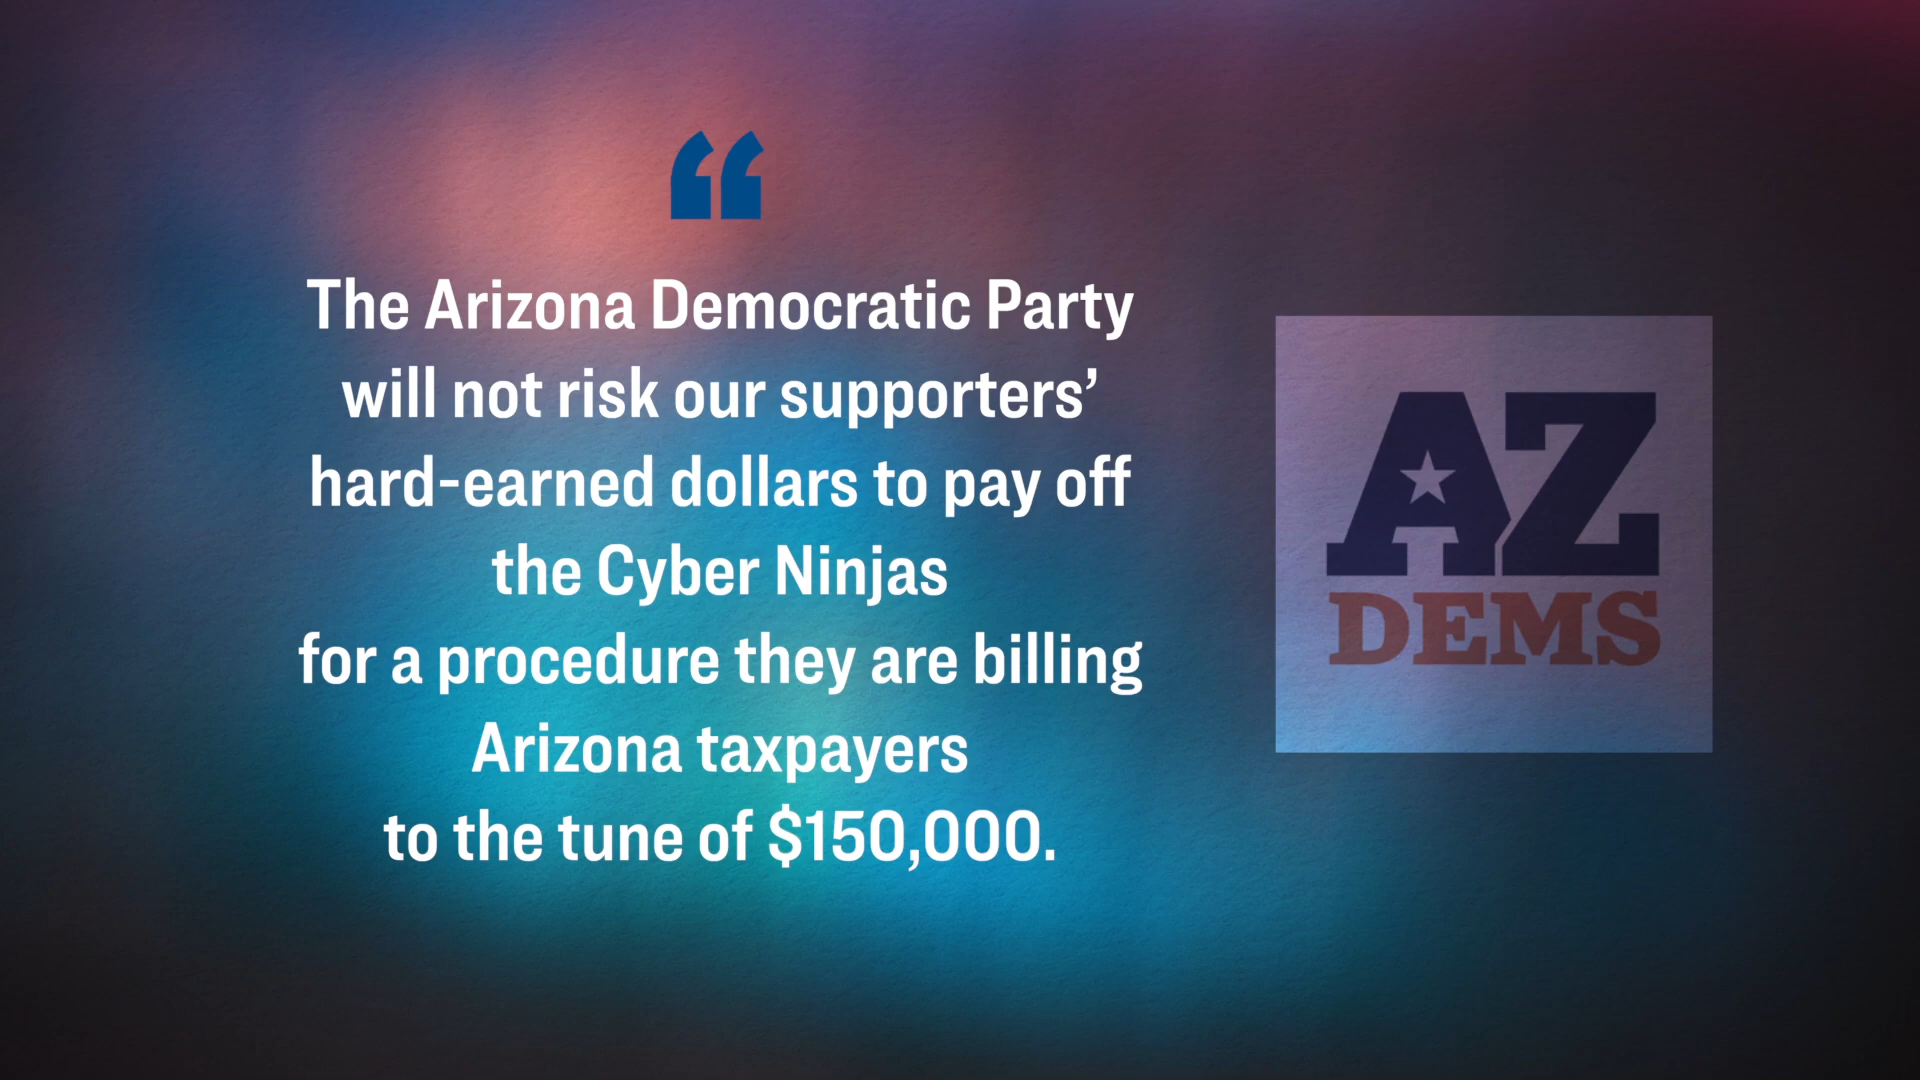 “
The Arizona Democratic Party
will not risk our supporters’
hard-earned dollars to pay off
the Cyber Ninjas
for a procedure they are billing
Arizona taxpayers
to the tune of $150,000.
AZ
DEMS